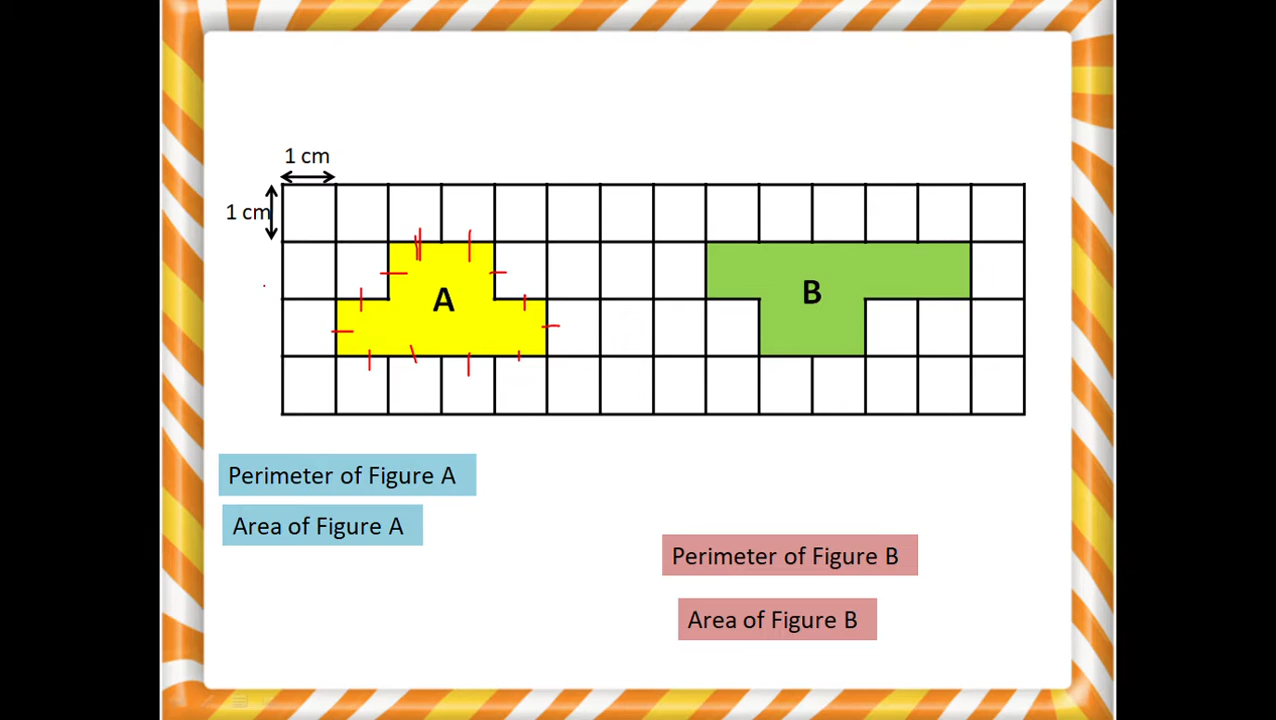 1 cm
1 cm
A
B
Perimeter of Figure A
Area of Figure A
Perimeter of Figure B
Area of Figure B